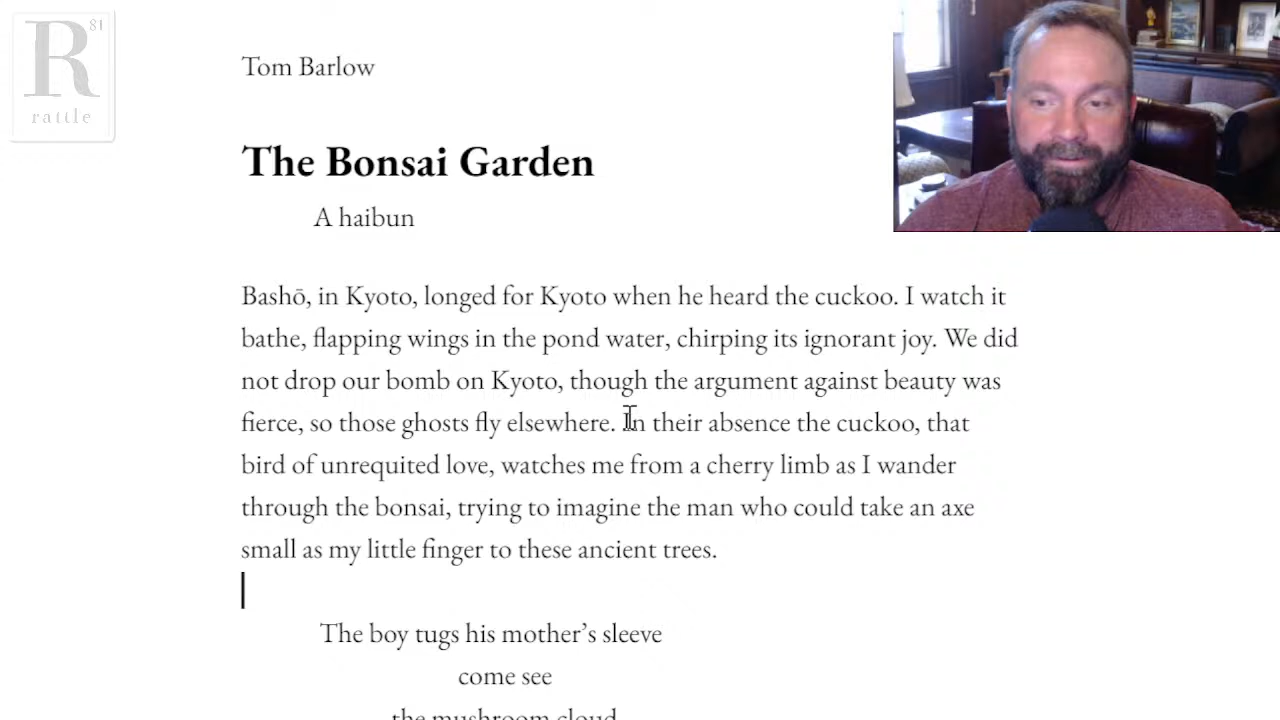 R 81
rattle
Tom Barlow
The Bonsai Garden
A haibun
Bashō, in Kyoto, longed for Kyoto when he heard the cuckoo. I watch it
bathe, flapping wings in the pond water, chirping its ignorant joy. We did
not drop our bomb on Kyoto, though the argument against beauty was
fierce, so those ghosts fly elsewhere. In their absence the cuckoo, that
bird of unrequited love, watches me from a cherry limb as I wander
through the bonsai, trying to imagine the man who could take an axe
small as my little finger to these ancient trees.
The boy tugs his mother’s sleeve
come see
the mushroom cloud